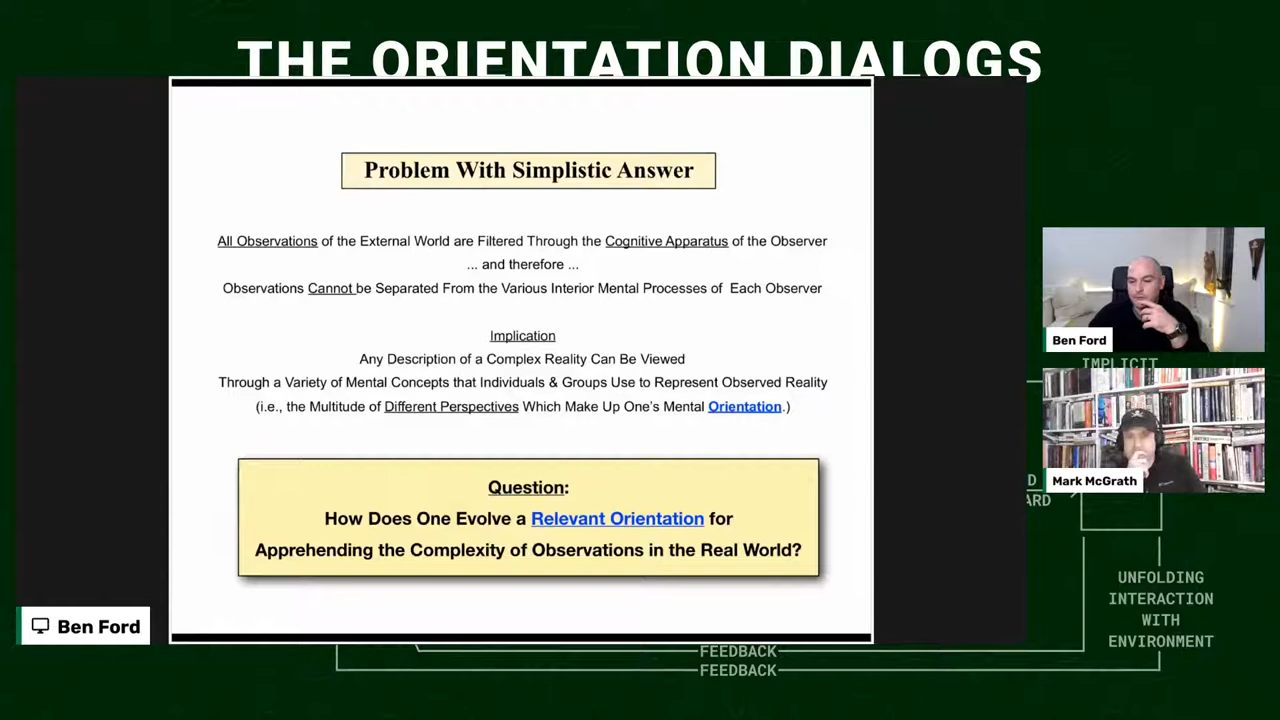 THE ORIENTATION DIALOGS
Problem With Simplistic Answer
All Observations of the External World are Filtered Through the Cognitive Apparatus of the Observer
... and therefore ...
Observations Cannot be Separated From the Various Interior Mental Processes of Each Observer
Implication
Any Description of a Complex Reality Can Be Viewed
Through a Variety of Mental Concepts that Individuals & Groups Use to Represent Observed Reality
(i.e., the Multitude of Different Perspectives Which Make Up One's Mental Orientation.)
Question:
How Does One Evolve a Relevant Orientation for
Apprehending the Complexity of Observations in the Real World?
Ben Ford
IMPLICIT
Mark McGrath
D
ARD
UNFOLDING
INTERACTION
WITH
ENVIRONMENT
Ben Ford
FEEDBACK
FEEDBACK